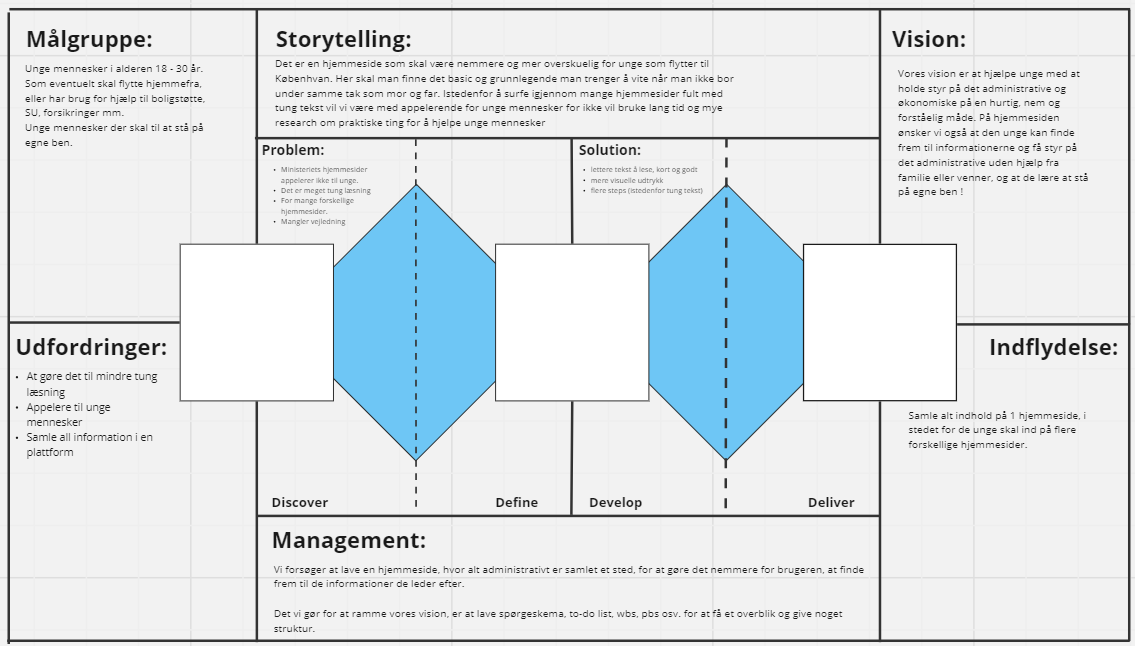 Målgruppe:
Unge mennesker i alderen 18 - 30 år.
Som eventuelt skal flytte hjemmefra,
eller har brug for hjælp til boligstøtte,
SU, forsikringer mm.
Unge mennesker der skal til at stå på
egne ben.
Storytelling:
Det er en hjemmeside som skal være nemmere og mer overskuelig for unge som flytter til
Københvan. Her skal man finne det basic og grunnlegende man trenger å vite når man ikke bor
under samme tak som mor og far. Istedenfor å surfe igjennom mange hjemmesider fult med
tung tekst vil vi være med appelerende for unge mennesker for ikke vil bruke lang tid og mye
research om praktiske ting for å hjelpe unge mennesker
Vision:
Vores vision er at hjælpe unge med at
holde styr på det administrative og
økonomiske på en hurtig, nem og
forståelig måde. På hjemmesiden
ønsker vi også at den unge kan finde
frem til informationerne og få styr på
det administrative uden hjælp fra
familie eller venner, og at de lære at stå
på egne ben !
Problem:
• Ministeriets hjemmesider
appelerer ikke til unge.
• Det er meget tung læsning
• For mange forskellige
hjemmesider.
• Mangler vejledning
Solution:
• lettere tekst å lese, kort og godt
• mere visuelle udtrykk
• flere steps (istedenfor tung tekst)
Udfordringer:
• At gøre det til mindre tung
læsning
• Appelere til unge
mennesker
• Samle all information i en
plattform
Indflydelse:
Samle alt indhold på 1 hjemmeside, i
stedet for de unge skal ind på flere
forskellige hjemmesider.
Discover
Define
Develop
Deliver
Management:
Vi forsøger at lave en hjemmeside, hvor alt administrativt er samlet et sted, for at gøre det nemmere for brugeren, at finde
frem til de informationer de leder efter.
Det vi gør for at ramme vores vision, er at lave spørgeskema, to-do list, wbs, pbs osv. for at få et overblik og give noget
struktur.